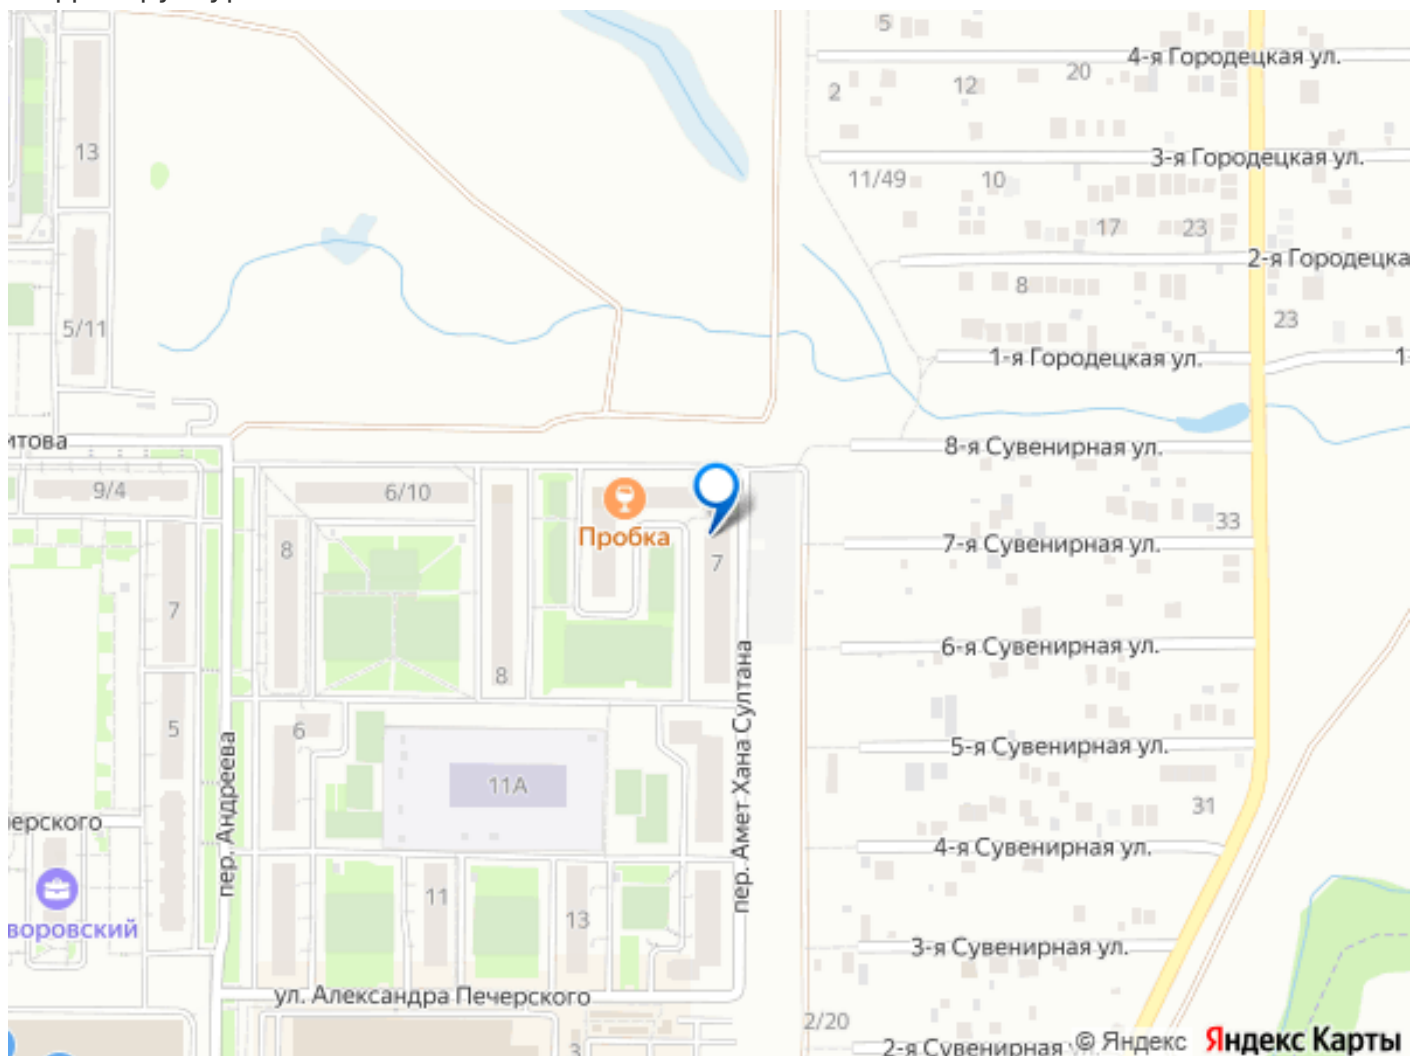 5
4-я Городецкая ул.
20
12
2
13
3-я Городецкая ул.
11/49
10
17
23
2-я Городецка
8
5/11
23
1-я Городецкая ул.
1
итова
8-я Сувенирная ул.
9/4
6/10
33
Пробка
7-я Сувенирная ул.
8
7
7
6-я Сувенирная ул.
8
пер. Амет Хана Султана
5
6
пер. Андреева
5-я Сувенирная ул.
11А
31
ерского
4-я Сувенирная ул.
11
13
воровский
3-я Сувенирная ул.
ул. Александра Печерского
2/20
3
2-я Сувенирная
© Яндекс Яндекс Карты